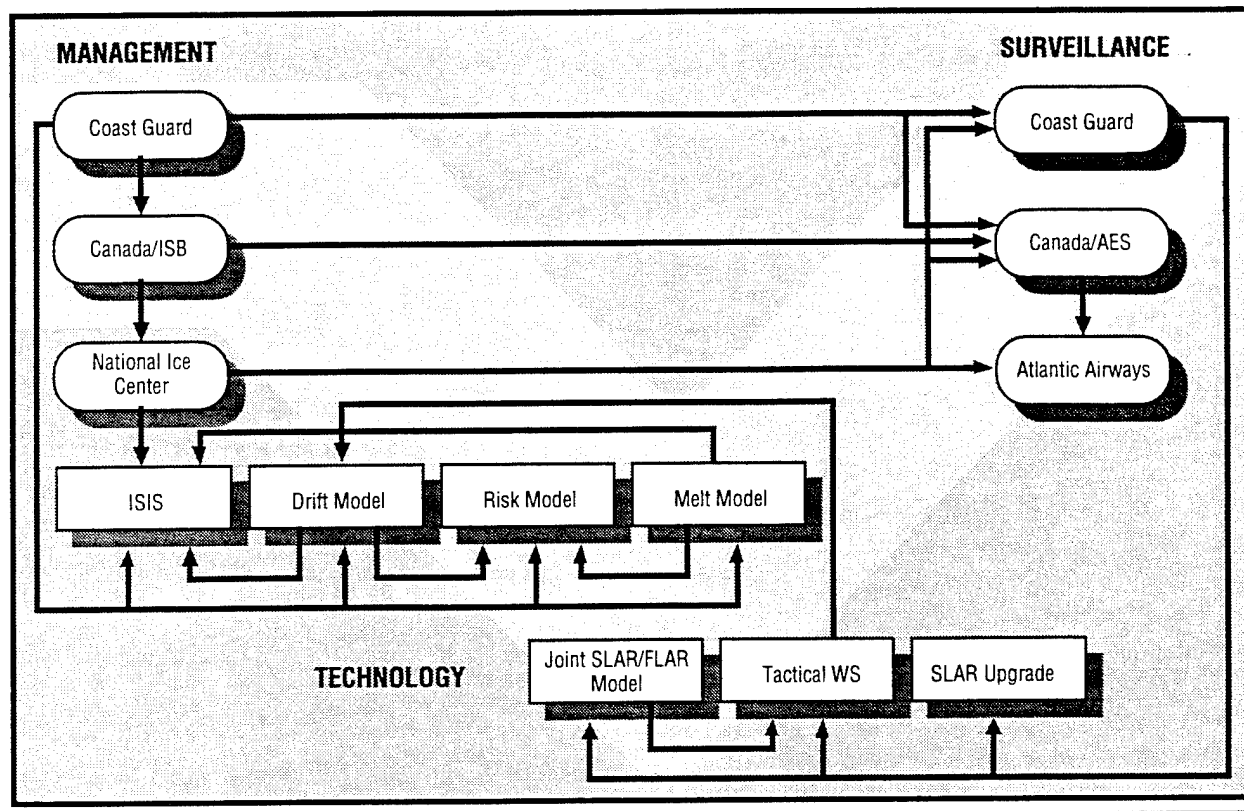 MANAGEMENT
SURVEILLANCE
Coast Guard
Coast Guard
Canada/ISB
Canada/AES
National Ice
Center
Atlantic Airways
ISIS
Drift Model
Risk Model
Melt Model
TECHNOLOGY
Joint SLAR/FLAR
Model
Tactical WS
SLAR Upgrade